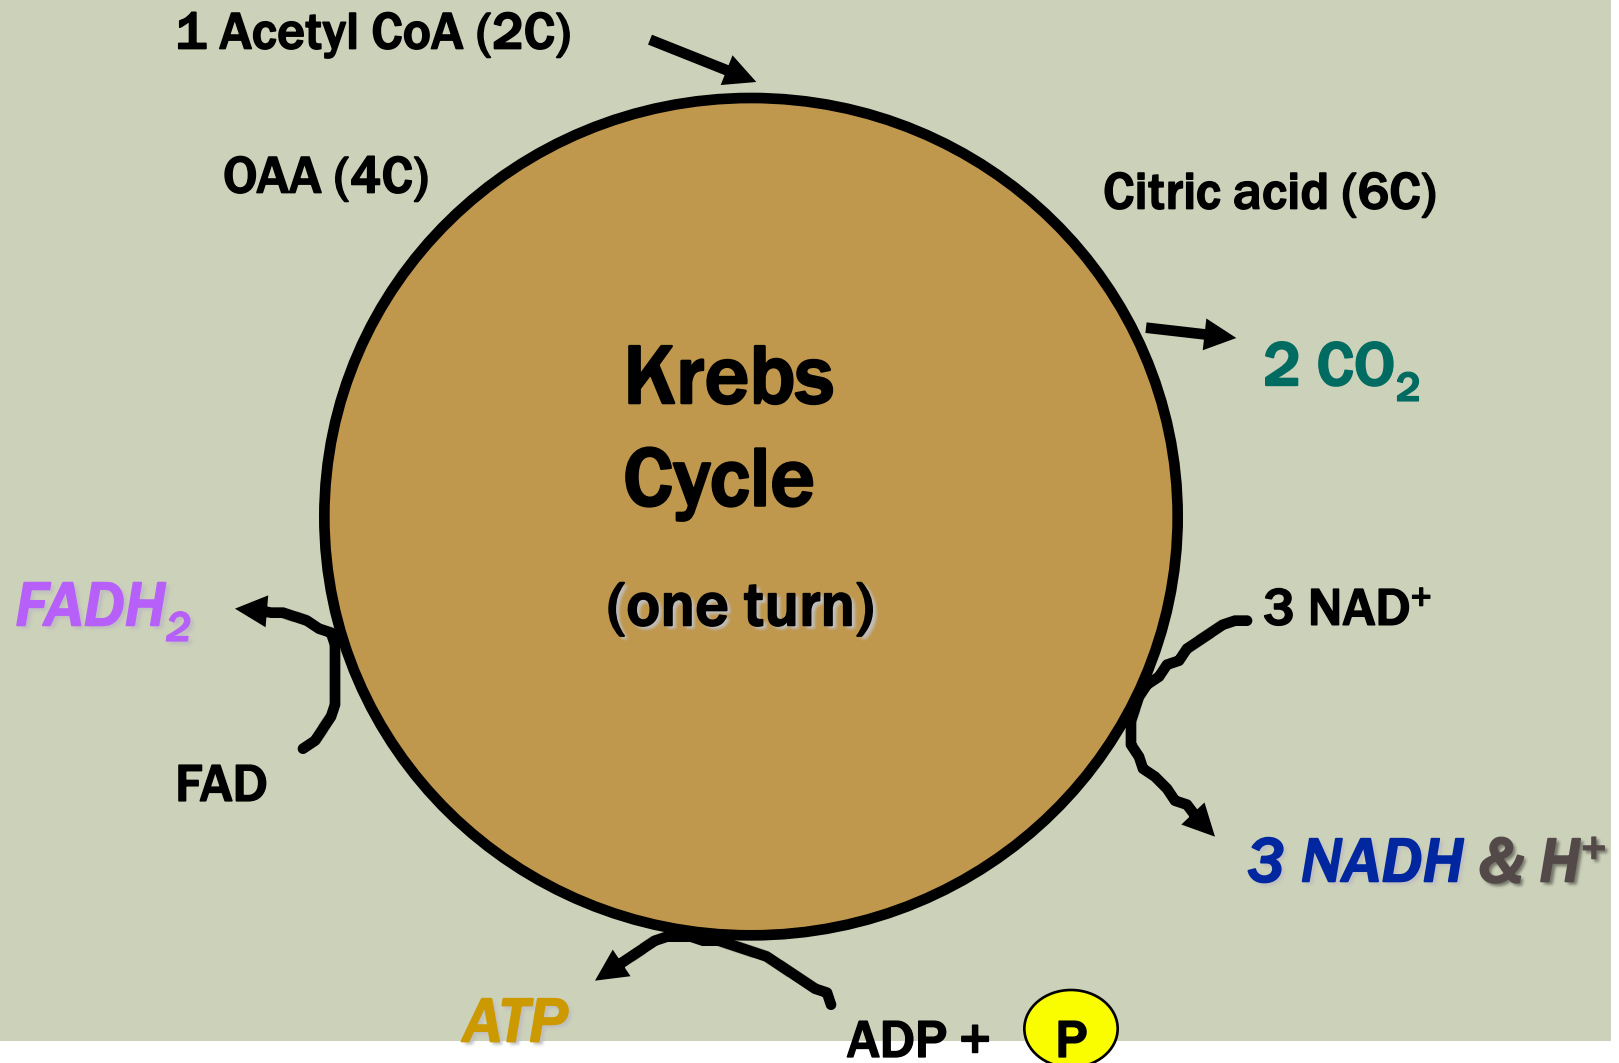 1 Acetyl CoA (2C)
OAA (4C)
Citric acid (6C)
Krebs
Cycle
(one turn)
2 CO₂
FADH₂
3 NAD⁺
FAD
3 NADH & H⁺
ATP
ADP + P